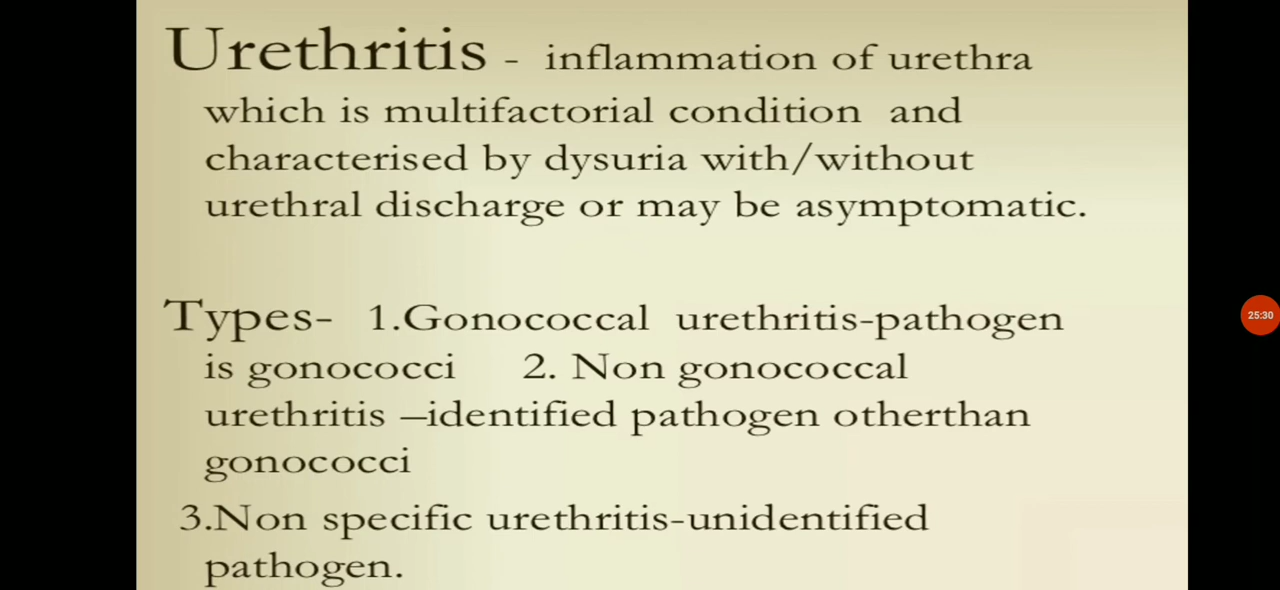 Urethritis - inflammation of urethra
which is multifactorial condition and
characterised by dysuria with/without
urethral discharge or may be asymptomatic.
Types- 1.Gonococcal urethritis-pathogen
is gonococci 2. Non gonococcal
urethritis –identified pathogen otherthan
gonococci
3.Non specific urethritis-unidentified
pathogen.
25:30